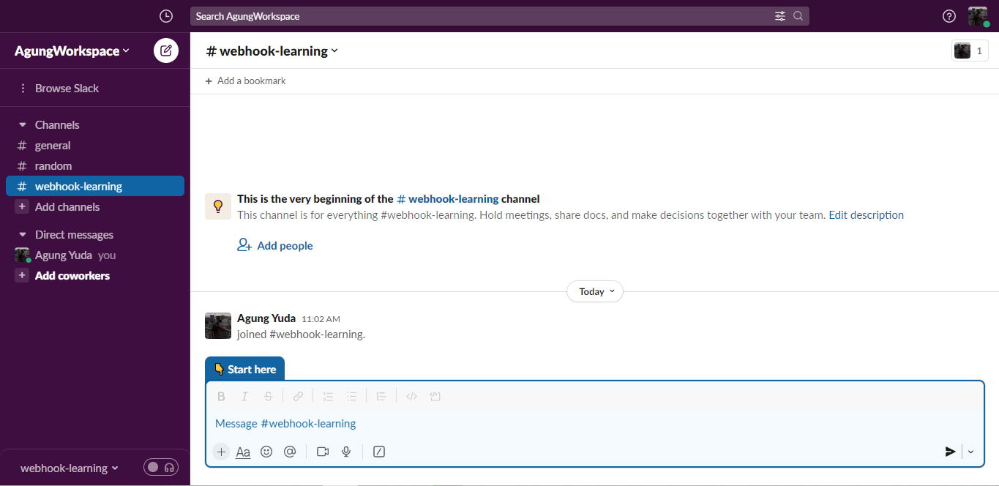 Search AgungWorkspace
AgungWorkspace
Browse Slack
Channels
# general
# random
# webhook-learning
+ Add channels
Direct messages
Agung Yuda you
+ Add coworkers
webhook-learning
# webhook-learning
1
+ Add a bookmark
This is the very beginning of the # webhook-learning channel
This channel is for everything #webhook-learning. Hold meetings, share docs, and make decisions together with your team. Edit description
Add people
Today
Agung Yuda 11:02 AM
joined #webhook-learning.
Start here
B I S
Message #webhook-learning
+ Aa @